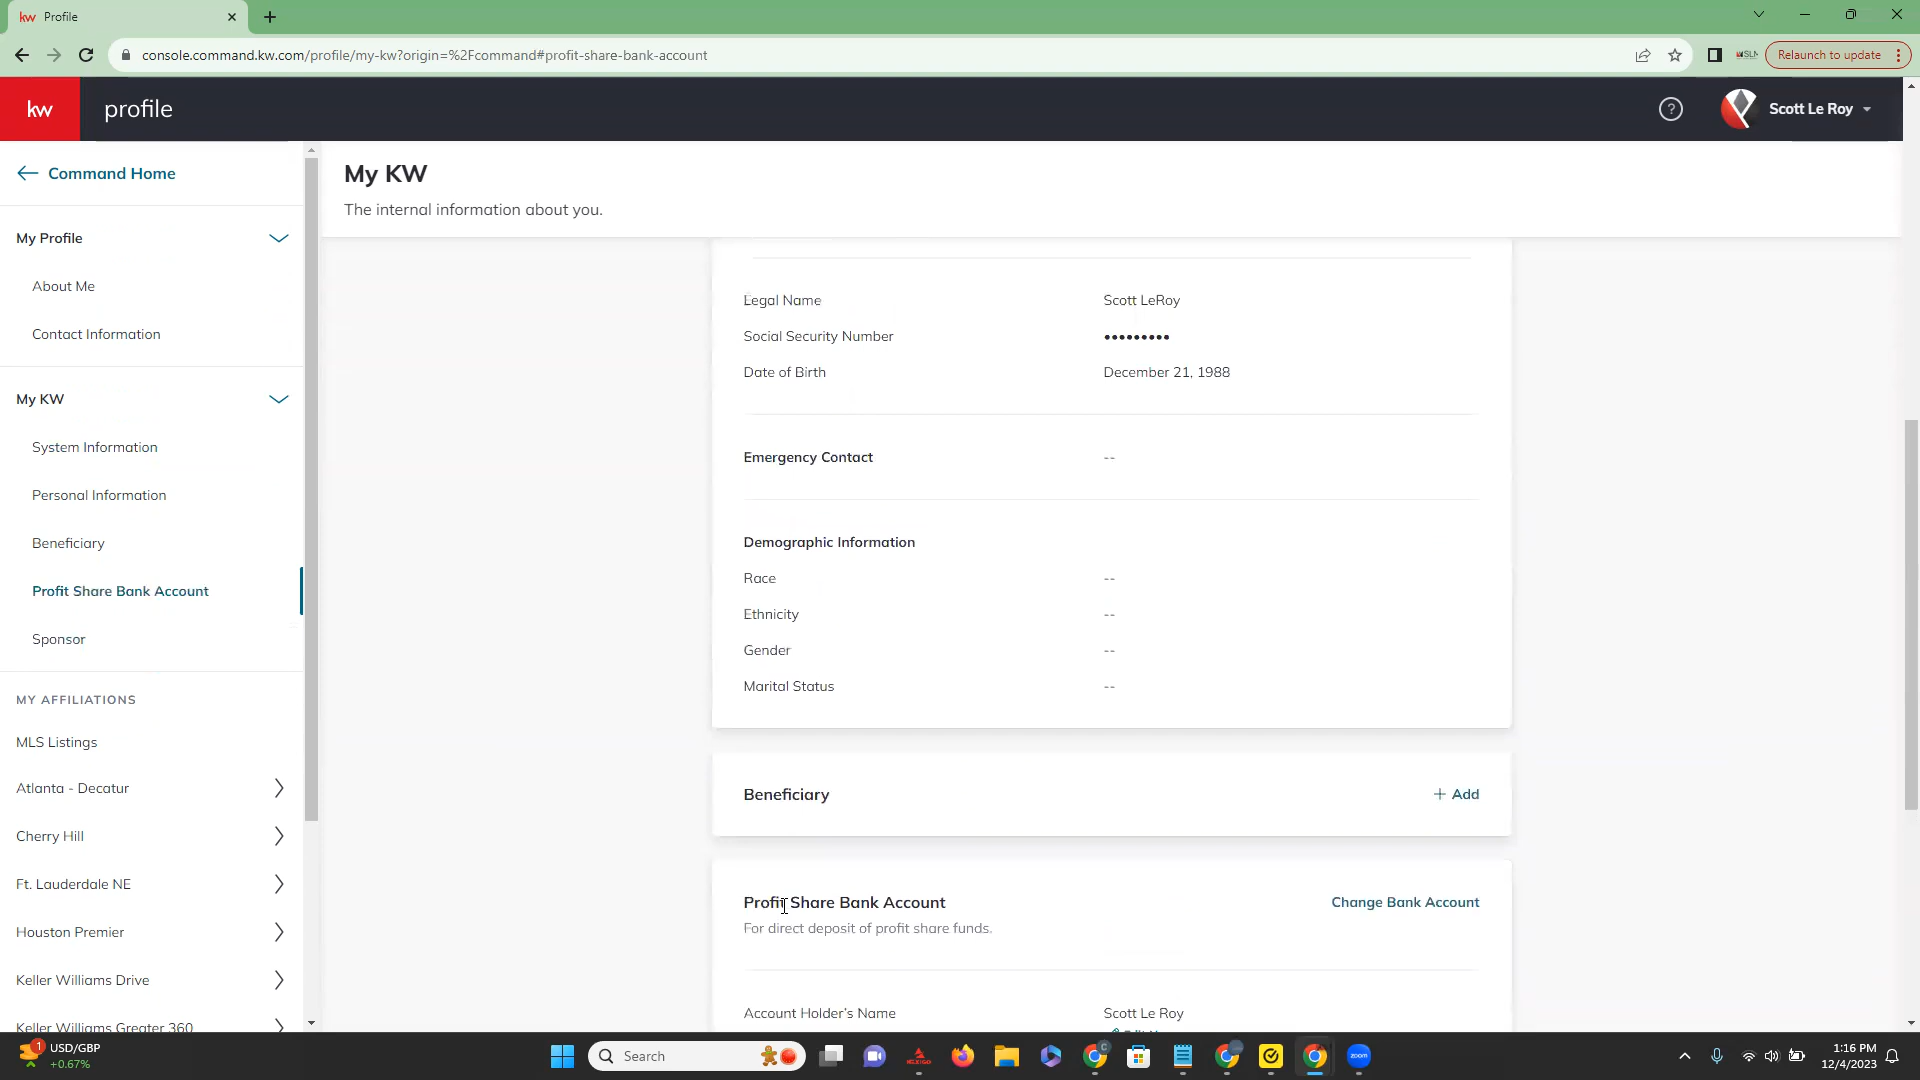 kw Profile
console.command.kw.com/profile/my-kw?origin=%2Fcommand#profit-share-bank-account
Relaunch to update
kw profile
? Scott Le Roy
Command Home
My KW
The internal information about you.
My Profile
About Me
Contact Information
My KW
System Information
Personal Information
Beneficiary
Profit Share Bank Account
Sponsor
MY AFFILIATIONS
MLS Listings
Atlanta - Decatur
Cherry Hill
Ft. Lauderdale NE
Houston Premier
Keller Williams Drive
Keller Williams Greater 360
Legal Name Scott LeRoy
Social Security Number •••••••••
Date of Birth December 21, 1988
Emergency Contact --
Demographic Information
Race --
Ethnicity --
Gender --
Marital Status --
Beneficiary + Add
Profit Share Bank Account Change Bank Account
For direct deposit of profit share funds.
Account Holder's Name Scott Le Roy
1 USD/GBP
+0.67%
Search
C
zoom
1:16 PM
12/4/2023